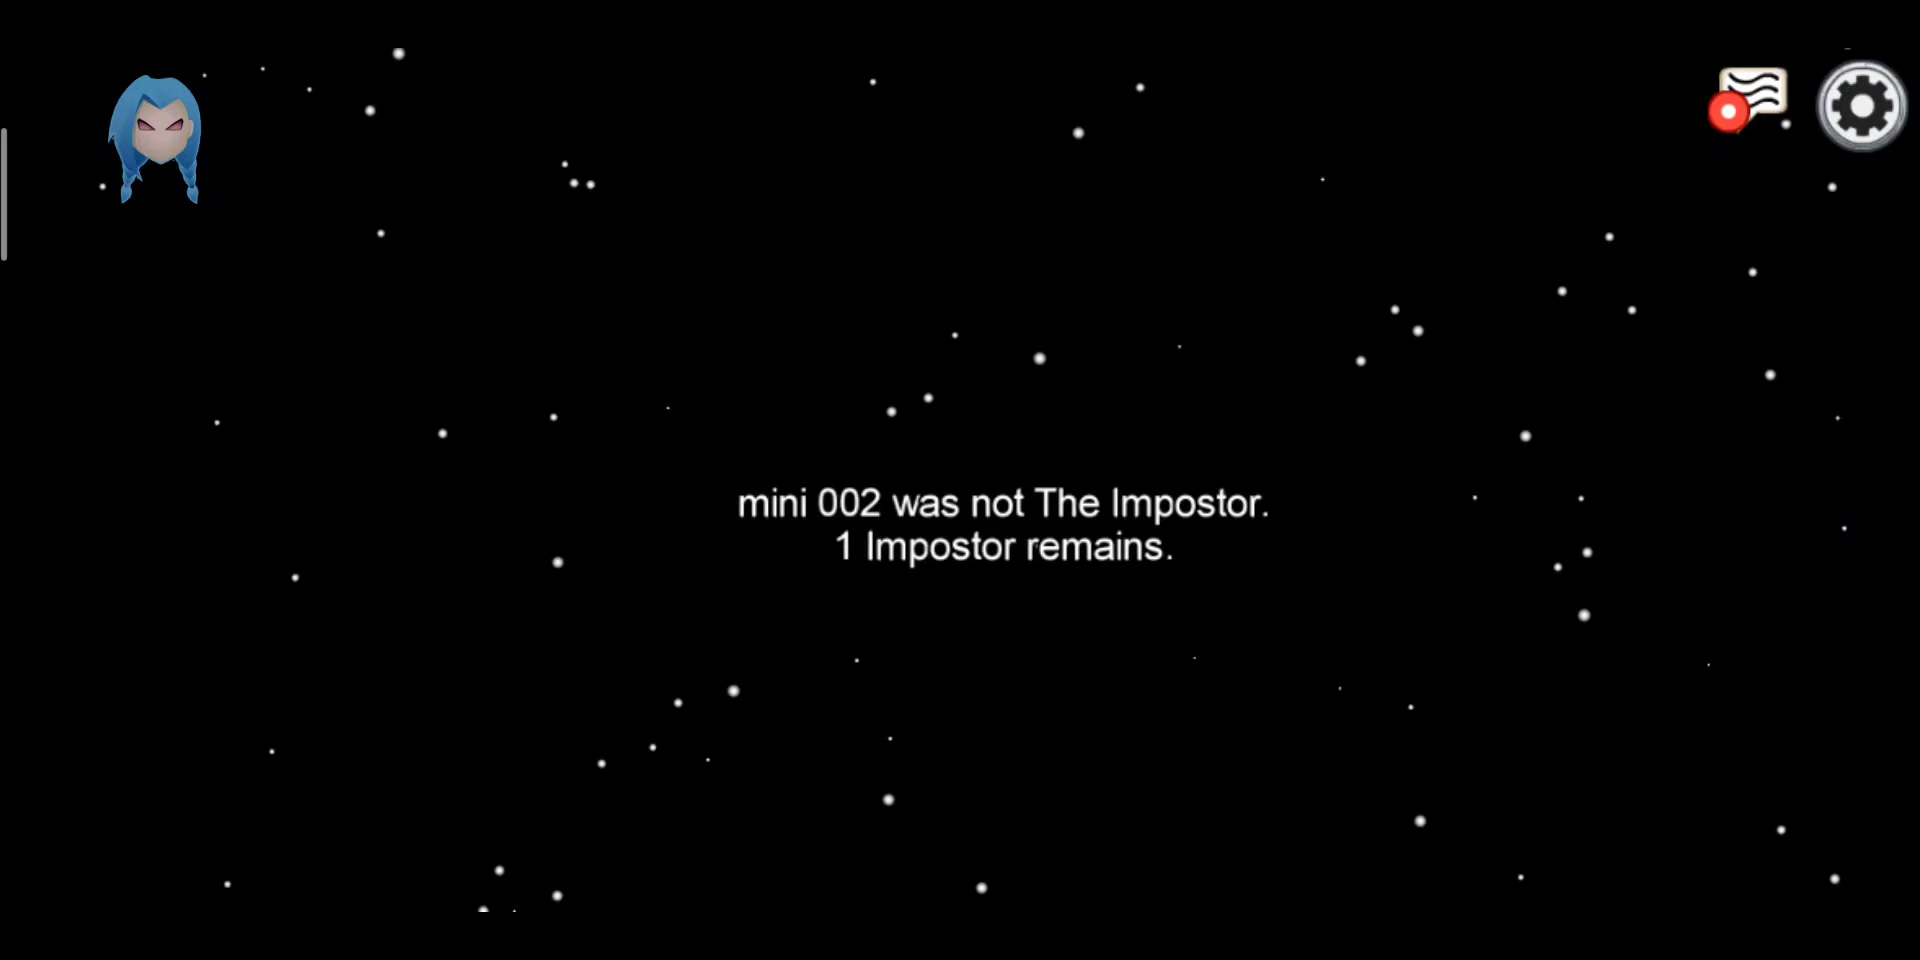 mini 002 was not The Impostor.
1 Impostor remains.